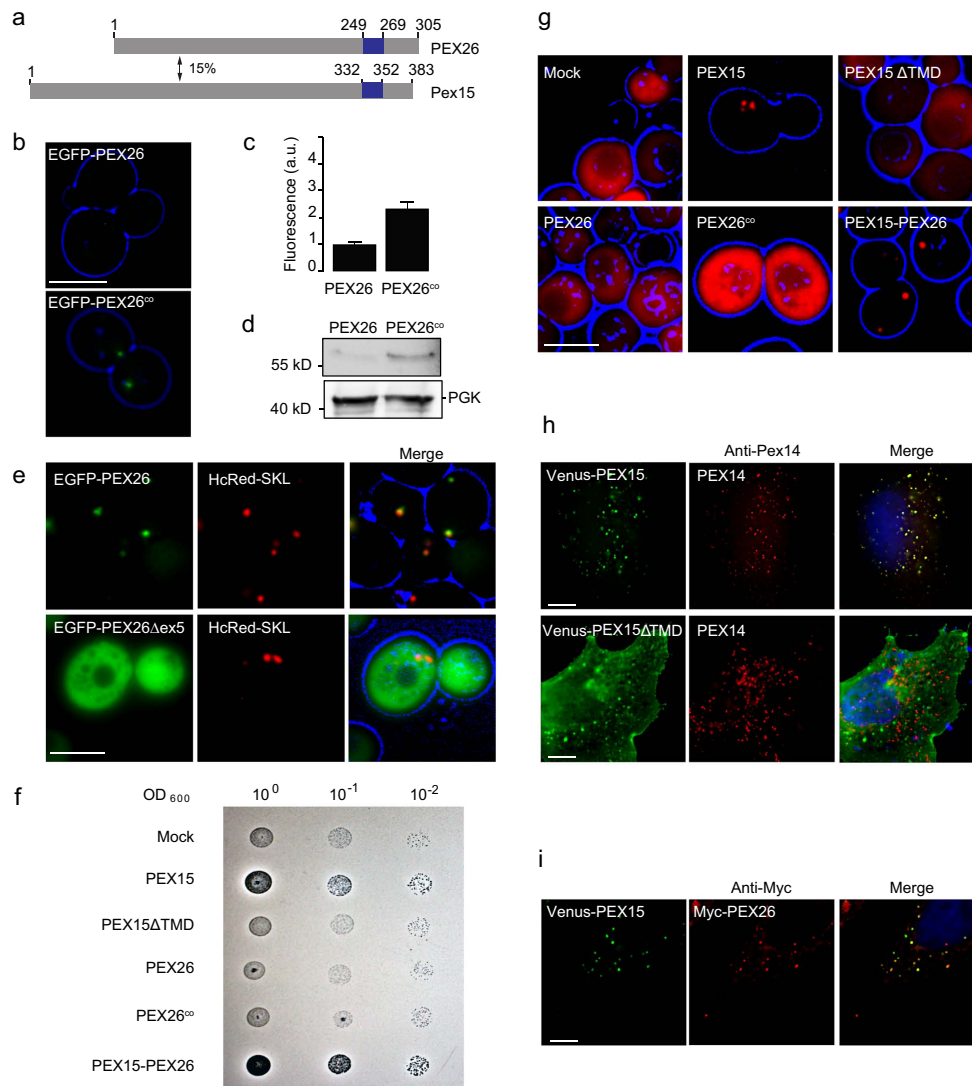 a
1 249 269 305
PEX26
15%
1 332 352 383
Pex15
b
EGFP-PEX26
EGFP-PEX26co
c
Fluorescence (a.u.)
4
3
2
1
0
PEX26 PEX26co
d
PEX26 PEX26co
55 kD
40 kD
PGK
e
Merge
EGFP-PEX26 HcRed-SKL
EGFP-PEX26Δex5 HcRed-SKL
f
OD 600 10 0 10 -1 10 -2
Mock
PEX15
PEX15ΔTMD
PEX26
PEX26co
PEX15-PEX26
g
Mock PEX15 PEX15 ΔTMD
PEX26 PEX26co PEX15-PEX26
h
Anti-Pex14 Merge
Venus-PEX15 PEX14
Venus-PEX15ΔTMD PEX14
i
Anti-Myc Merge
Venus-PEX15 Myc-PEX26